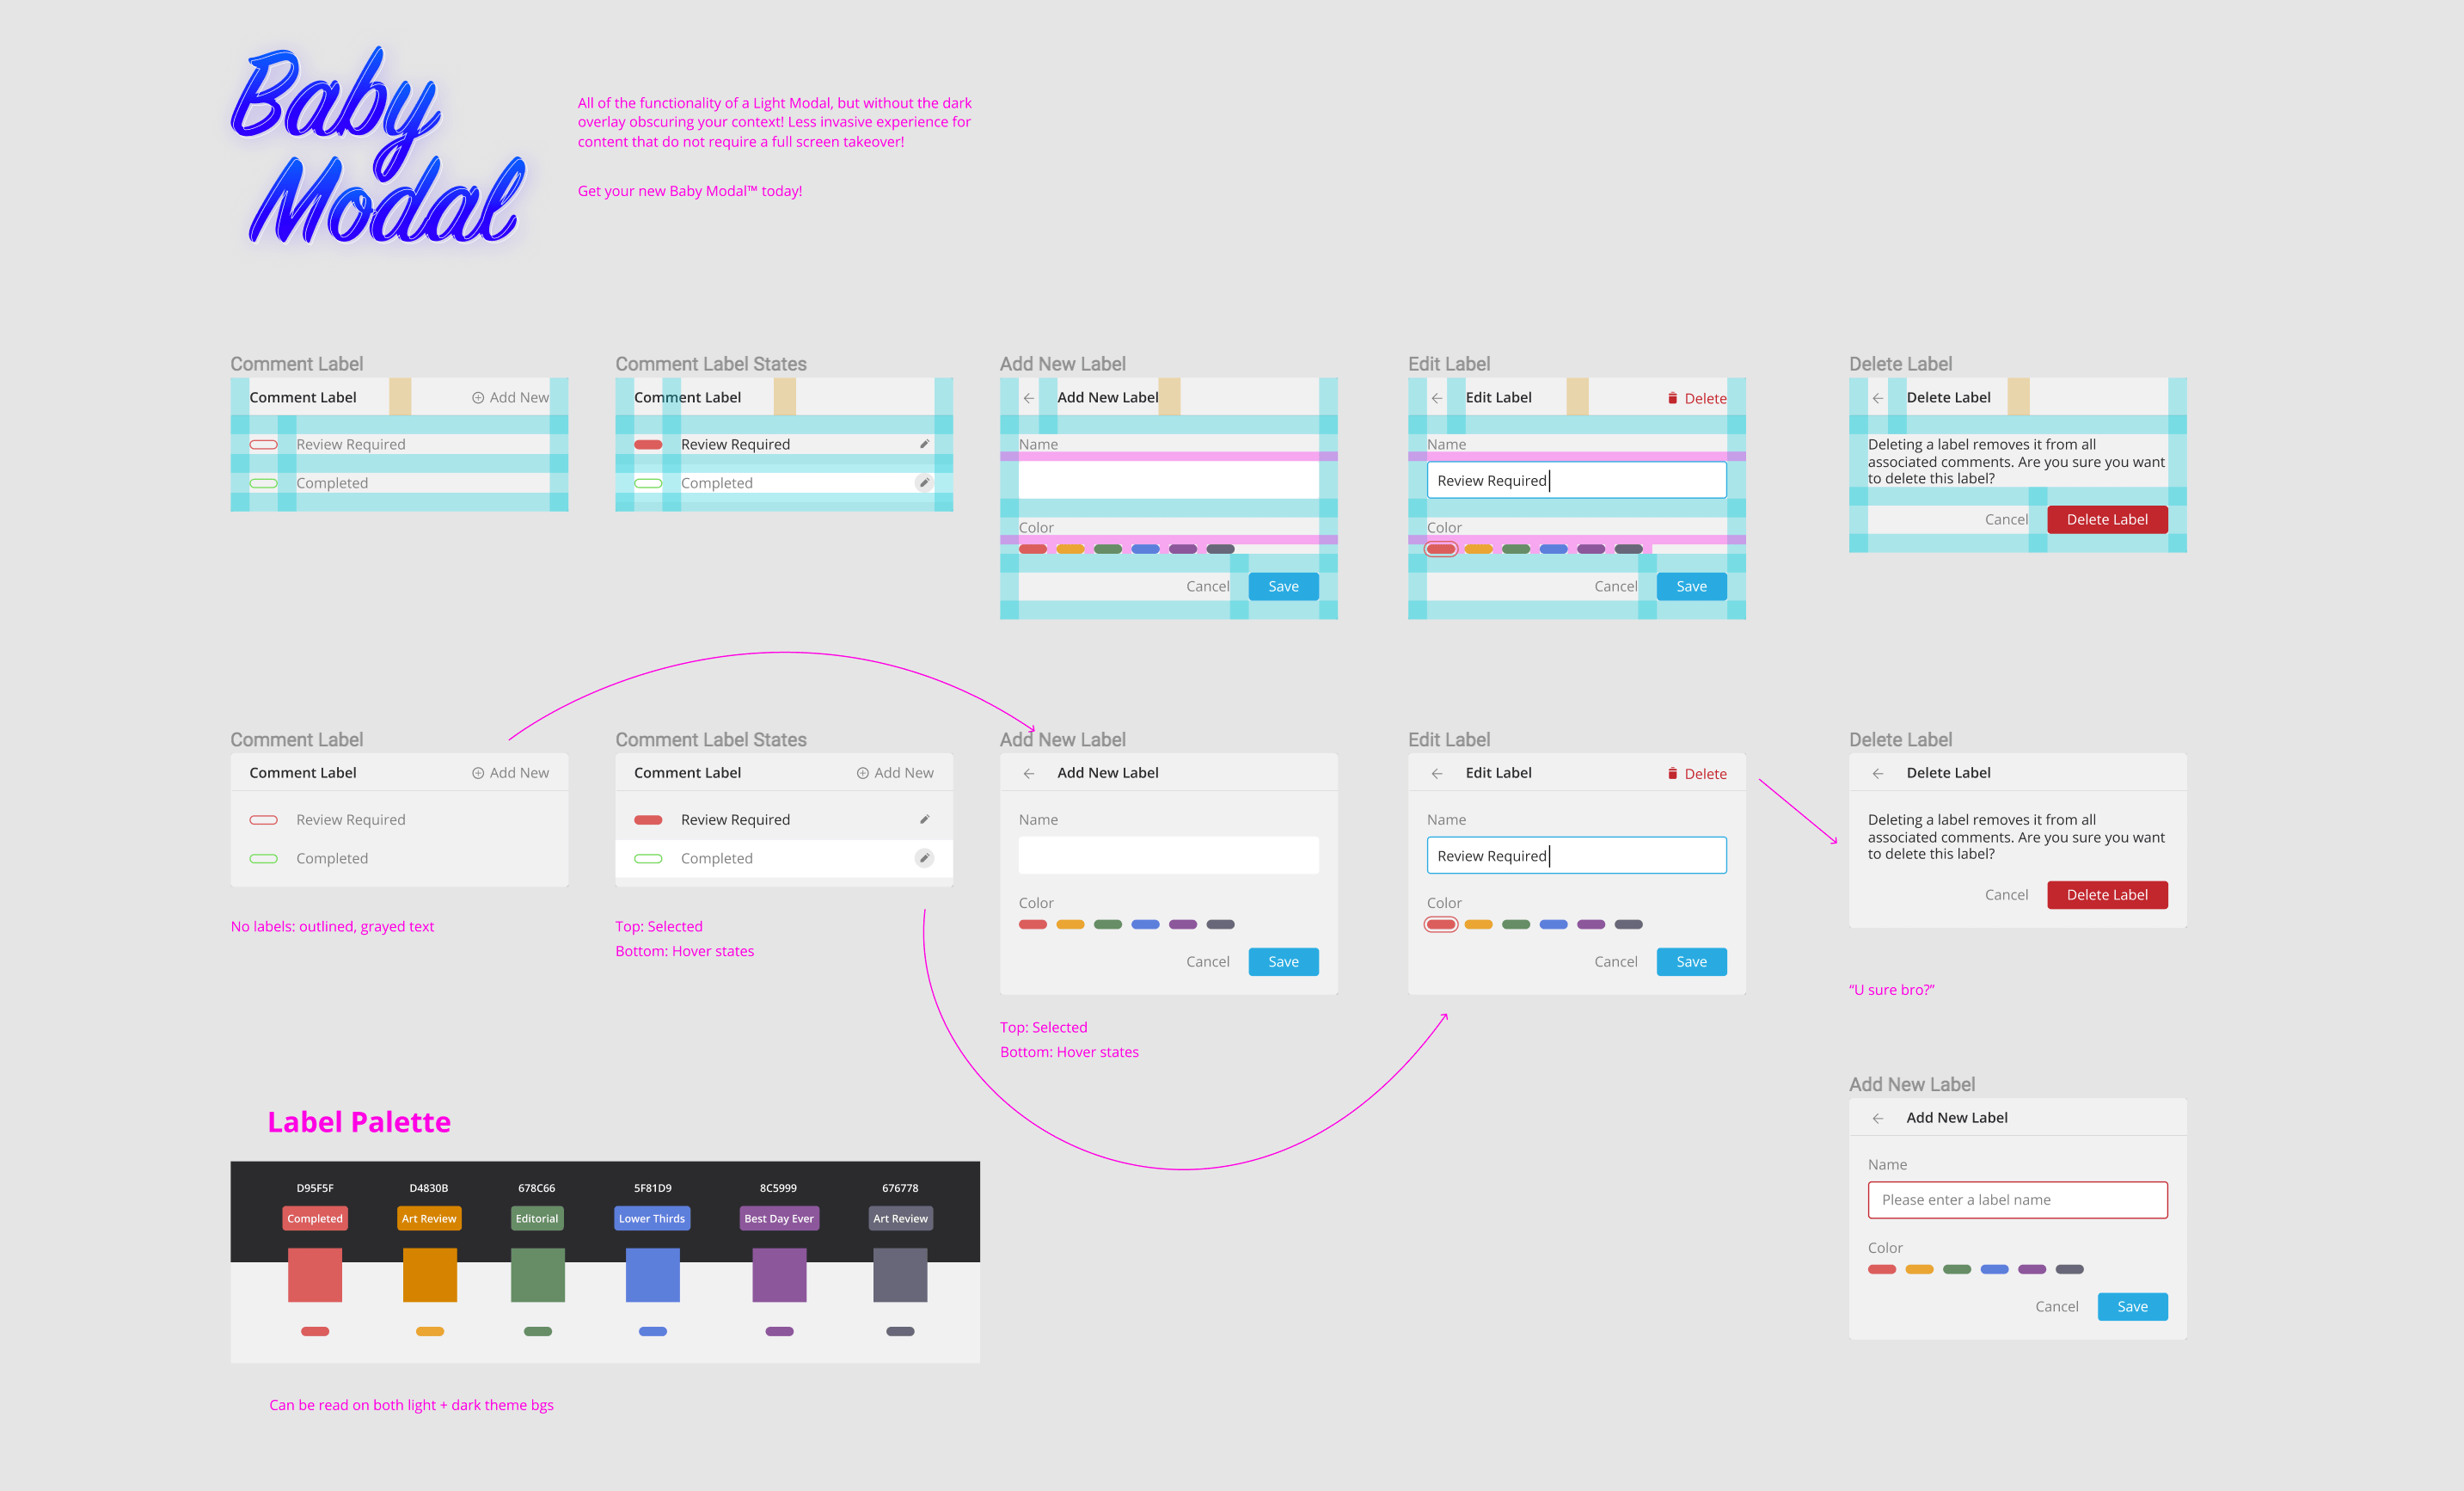 Baby
Modal
All of the functionality of a Light Modal, but without the dark
overlay obscuring your context! Less invasive experience for
content that do not require a full screen takeover!
Get your new Baby Modal™ today!
Comment Label
Comment Label
Add New
Review Required
Completed
Comment Label States
Comment Label
Review Required
Completed
Add New Label
Add New Label
Name
Color
Cancel
Save
Edit Label
Edit Label
Delete
Name
Review Required
Color
Cancel
Save
Delete Label
Delete Label
Deleting a label removes it from all
associated comments. Are you sure you want
to delete this label?
Cancel
Delete Label
Comment Label
Comment Label
Add New
Review Required
Completed
No labels: outlined, grayed text
Comment Label States
Comment Label
Add New
Review Required
Completed
Top: Selected
Bottom: Hover states
Add New Label
Add New Label
Name
Color
Cancel
Save
Top: Selected
Bottom: Hover states
Edit Label
Edit Label
Delete
Name
Review Required
Color
Cancel
Save
Delete Label
Delete Label
Deleting a label removes it from all
associated comments. Are you sure you want
to delete this label?
Cancel
Delete Label
“U sure bro?”
Add New Label
Add New Label
Name
Please enter a label name
Color
Cancel
Save
Label Palette
D95F5F
D4830B
678C66
5F81D9
8C5999
676778
Completed
Art Review
Editorial
Lower Thirds
Best Day Ever
Art Review
Can be read on both light + dark theme bgs